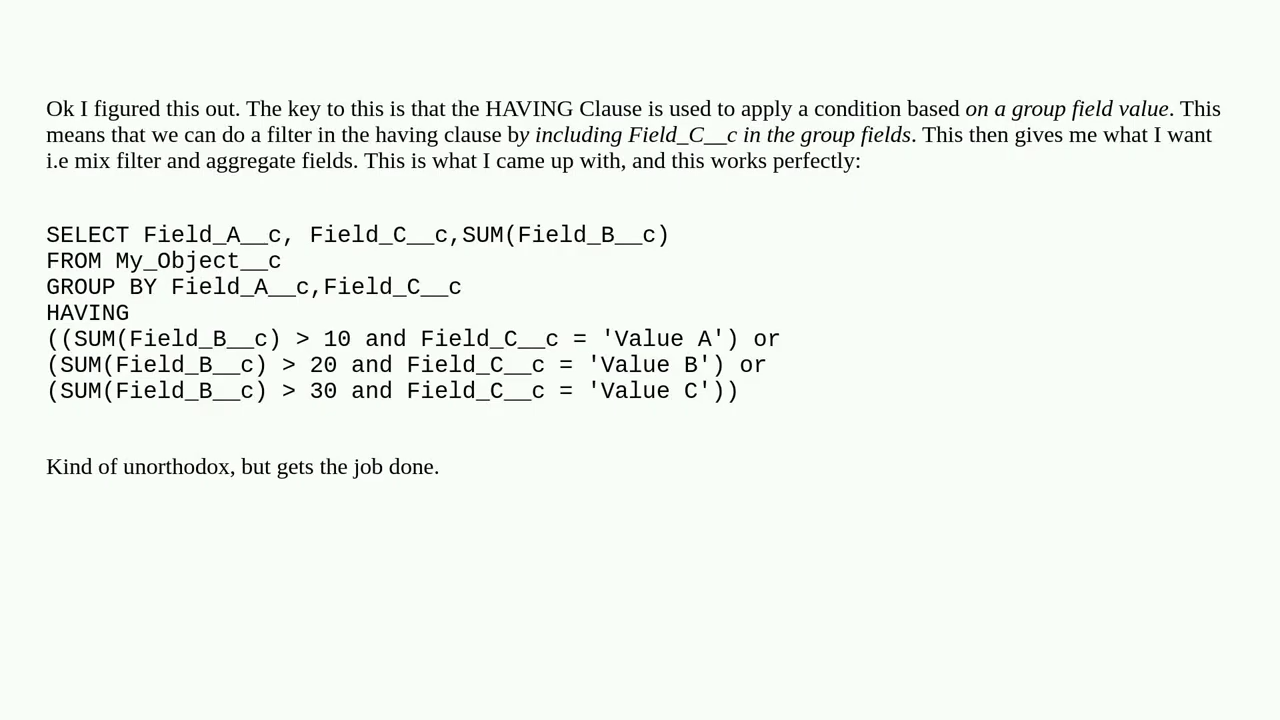 Ok I figured this out. The key to this is that the HAVING Clause is used to apply a condition based on a group field value. This
means that we can do a filter in the having clause by including Field_C__c in the group fields. This then gives me what I want
i.e mix filter and aggregate fields. This is what I came up with, and this works perfectly:
SELECT Field_A__c, Field_C__c,SUM(Field_B__c)
FROM My_Object__c
GROUP BY Field_A__c,Field_C__c
HAVING
((SUM(Field_B__c) > 10 and Field_C__c = 'Value A') or
(SUM(Field_B__c) > 20 and Field_C__c = 'Value B') or
(SUM(Field_B__c) > 30 and Field_C__c = 'Value C'))
Kind of unorthodox, but gets the job done.